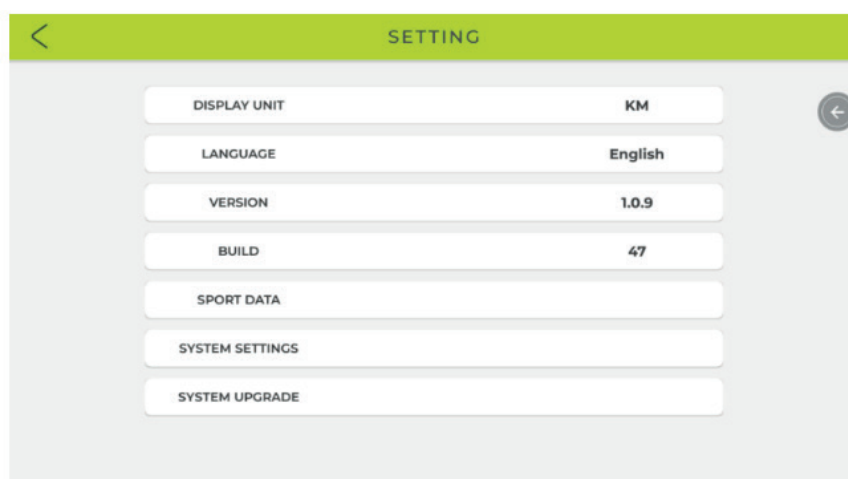 SETTING
DISPLAY UNIT KM
LANGUAGE English
VERSION 1.0.9
BUILD 47
SPORT DATA
SYSTEM SETTINGS
SYSTEM UPGRADE